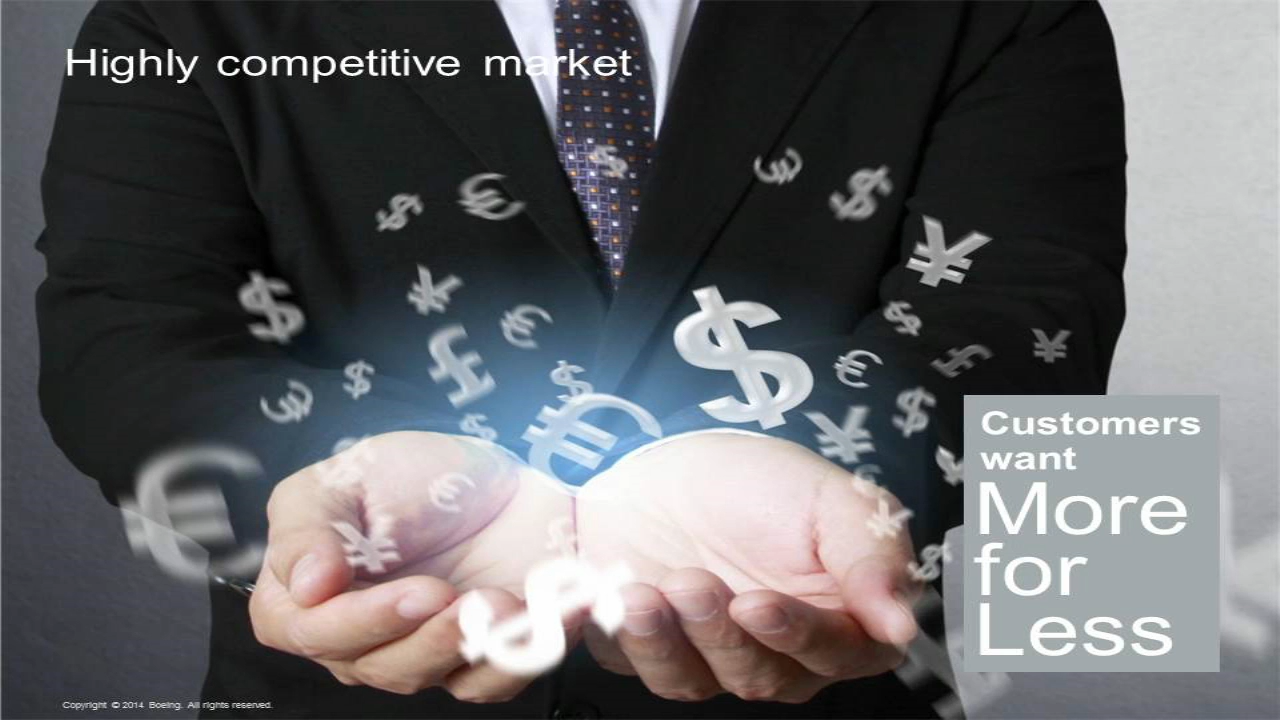 Highly competitive market
Customers
want
More
for
Less
Copyright © 2014 Boeing. All rights reserved.